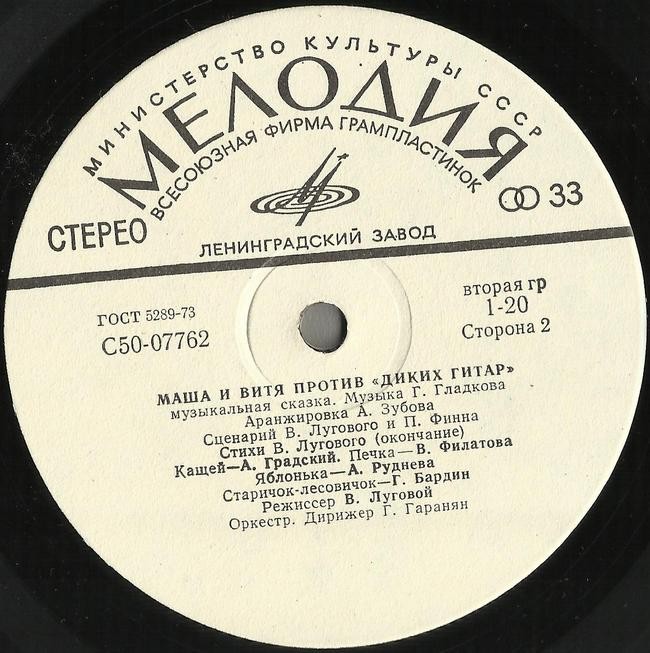 МИНИСТЕРСТВО КУЛЬТУРЫ СССР
МЕЛОДИЯ
ВСЕСОЮЗНАЯ ФИРМА ГРАМПЛАСТИНОК
СТЕРЕО
33
ЛЕНИНГРАДСКИЙ ЗАВОД
ГОСТ 5289-73
С50-07762
вторая гр
1-20
Сторона 2
МАША И ВИТЯ ПРОТИВ «ДИКИХ ГИТАР»
музыкальная сказка. Музыка Г. Гладкова
Аранжировка А. Зубова
Сценарий В. Лугового и П. Финна
Стихи В. Лугового (окончание)
Кащей—А. Градский. Печка—В. Филатова
Яблонька—А. Руднева
Старичок-лесовичок—Г. Бардин
Режиссер В. Луговой
Оркестр. Дирижер Г. Гаранян